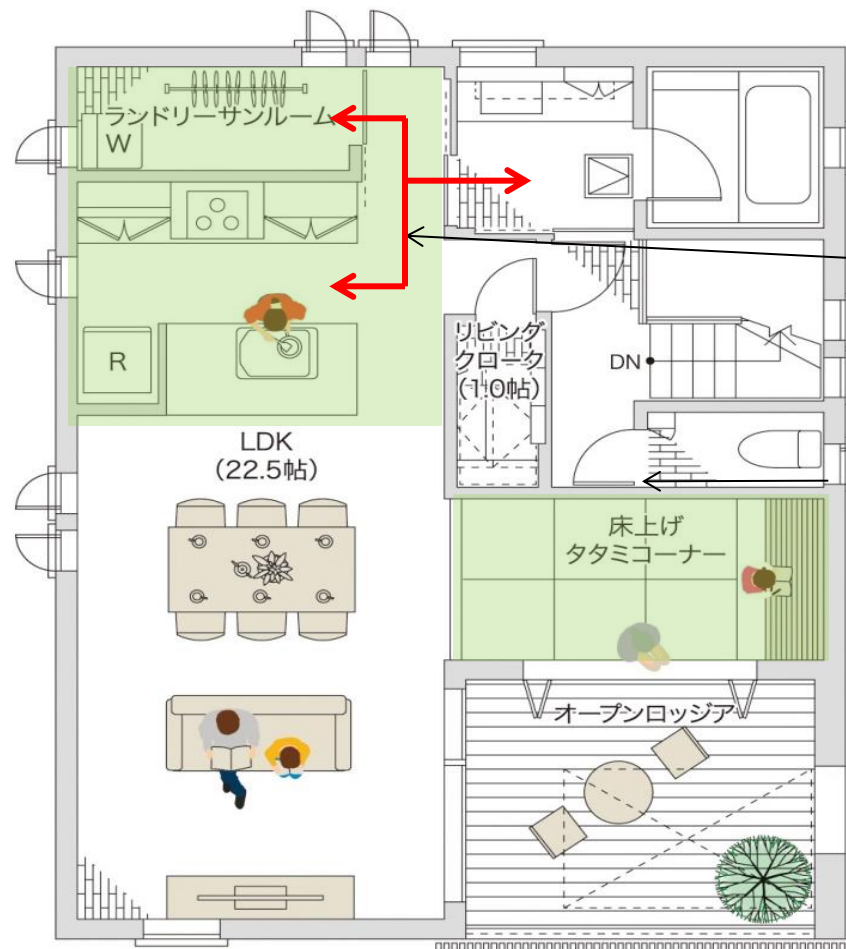 ランドリーサンルーム
W
R
リビング
クローク
(1.0帖)
DN
LDK
(22.5帖)
床上げ
タタミコーナー
オープンロッジア